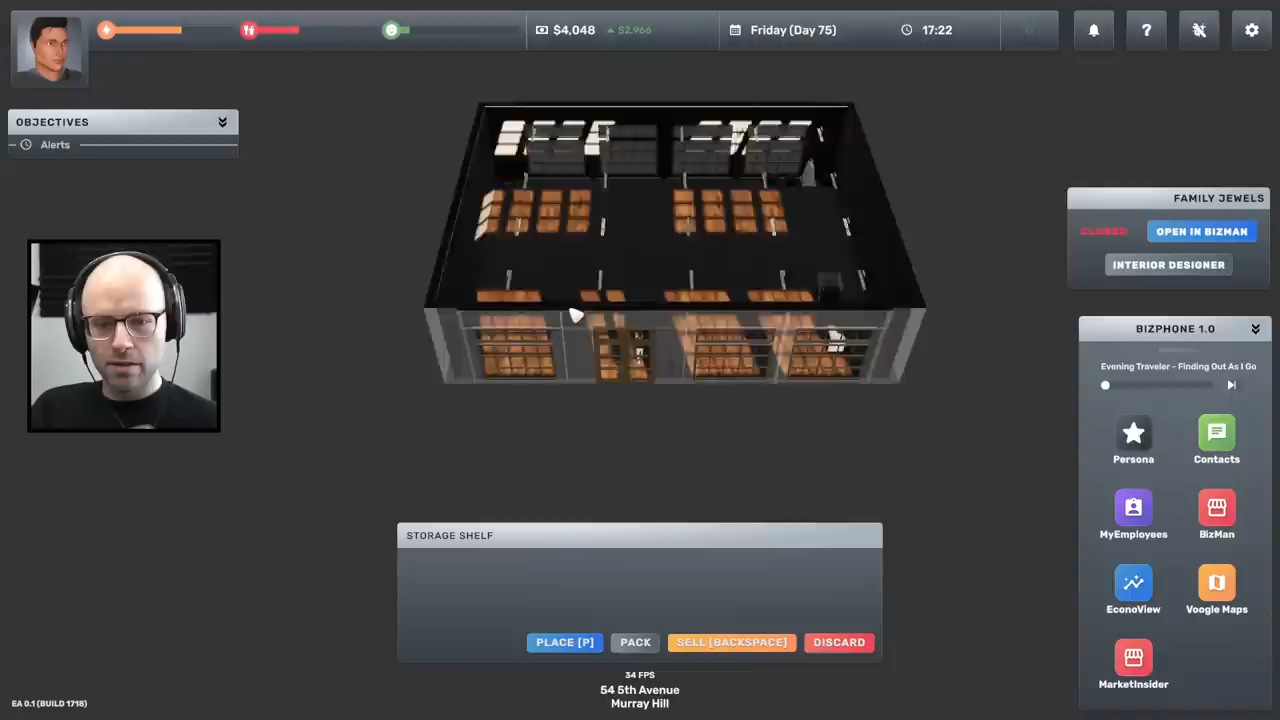 $4,048
$2,966
Friday (Day 75)
17:22
?
OBJECTIVES
Alerts
FAMILY JEWELS
CLOSED
OPEN IN BIZMAN
INTERIOR DESIGNER
BIZPHONE 1.0
Evening Traveler - Finding Out As I Go
Persona
Contacts
MyEmployees
BizMan
EconoView
Voogle Maps
MarketInsider
STORAGE SHELF
PLACE [P]
PACK
SELL [BACKSPACE]
DISCARD
34 FPS
54 5th Avenue
Murray Hill
EA 0.1 (BUILD 1718)